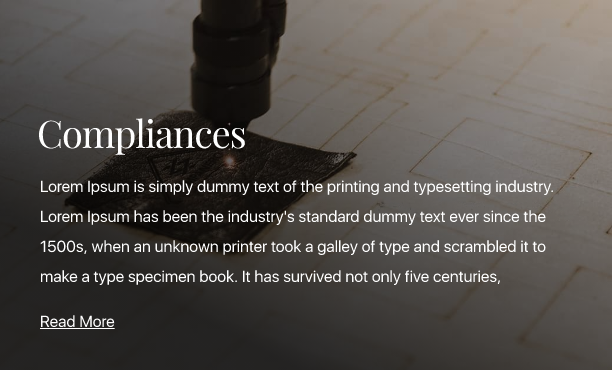 Compliances
Lorem Ipsum is simply dummy text of the printing and typesetting industry.
Lorem Ipsum has been the industry's standard dummy text ever since the
1500s, when an unknown printer took a galley of type and scrambled it to
make a type specimen book. It has survived not only five centuries,
Read More